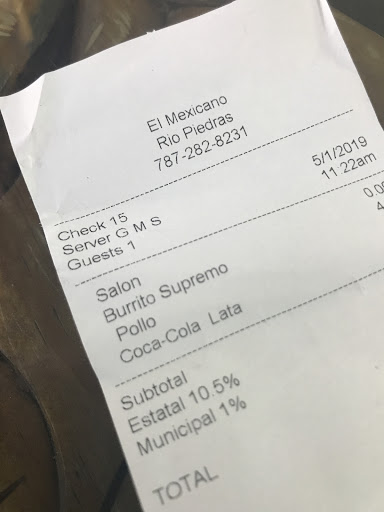 El Mexicano
Rio Piedras
787-282-8231
Check 15 5/1/2019
Server G M S 11:22am
Guests 1
Salon
Burrito Supremo
Pollo
Coca-Cola Lata
Subtotal
Estatal 10.5%
Municipal 1%
TOTAL